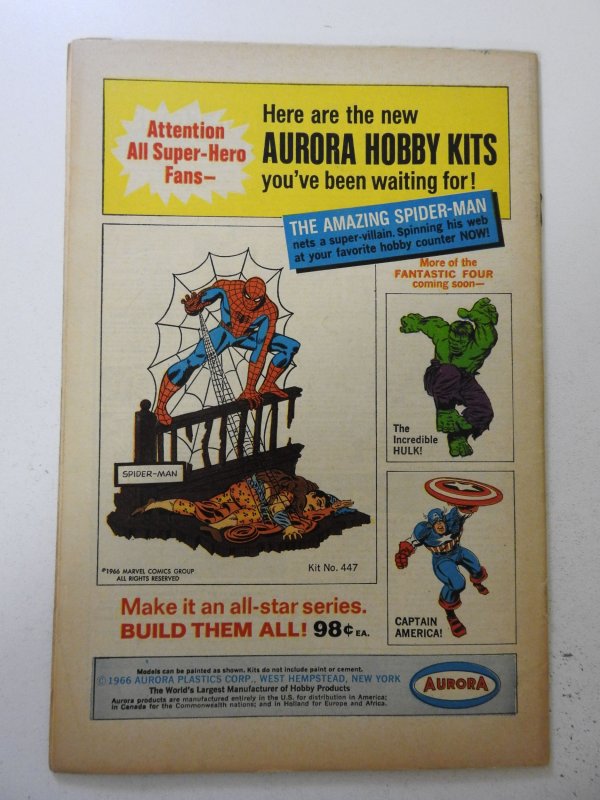 Attention
All Super-Hero
Fans—
Here are the new
AURORA HOBBY KITS
you've been waiting for!
THE AMAZING SPIDER-MAN
nets a super-villain. Spinning his web
at your favorite hobby counter NOW!
More of the
FANTASTIC FOUR
coming soon—
SPIDER-MAN
©1966 MARVEL COMICS GROUP
ALL RIGHTS RESERVED
Kit No. 447
The
Incredible
HULK!
CAPTAIN
AMERICA!
Make it an all-star series.
BUILD THEM ALL! 98¢ EA.
Models can be painted as shown. Kits do not include paint or cement.
© 1966 AURORA PLASTICS CORP., WEST HEMPSTEAD, NEW YORK
The World's Largest Manufacturer of Hobby Products
Aurora products are manufactured entirely in the U.S. for distribution in America;
in Canada for the Commonwealth nations; and in Holland for Europe and Africa.
AURORA